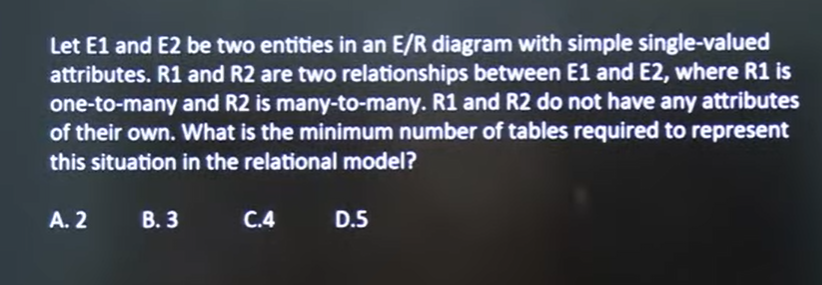 Let E1 and E2 be two entities in an E/R diagram with simple single-valued
attributes. R1 and R2 are two relationships between E1 and E2, where R1 is
one-to-many and R2 is many-to-many. R1 and R2 do not have any attributes
of their own. What is the minimum number of tables required to represent
this situation in the relational model?
A. 2 B. 3 C.4 D.5